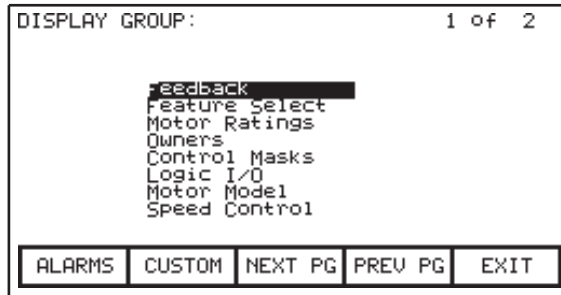 DISPLAY GROUP: 1 of 2
Feedback
Feature Select
Motor Ratings
Owners
Control Masks
Logic I/O
Motor Model
Speed Control
ALARMS CUSTOM NEXT PG PREV PG EXIT